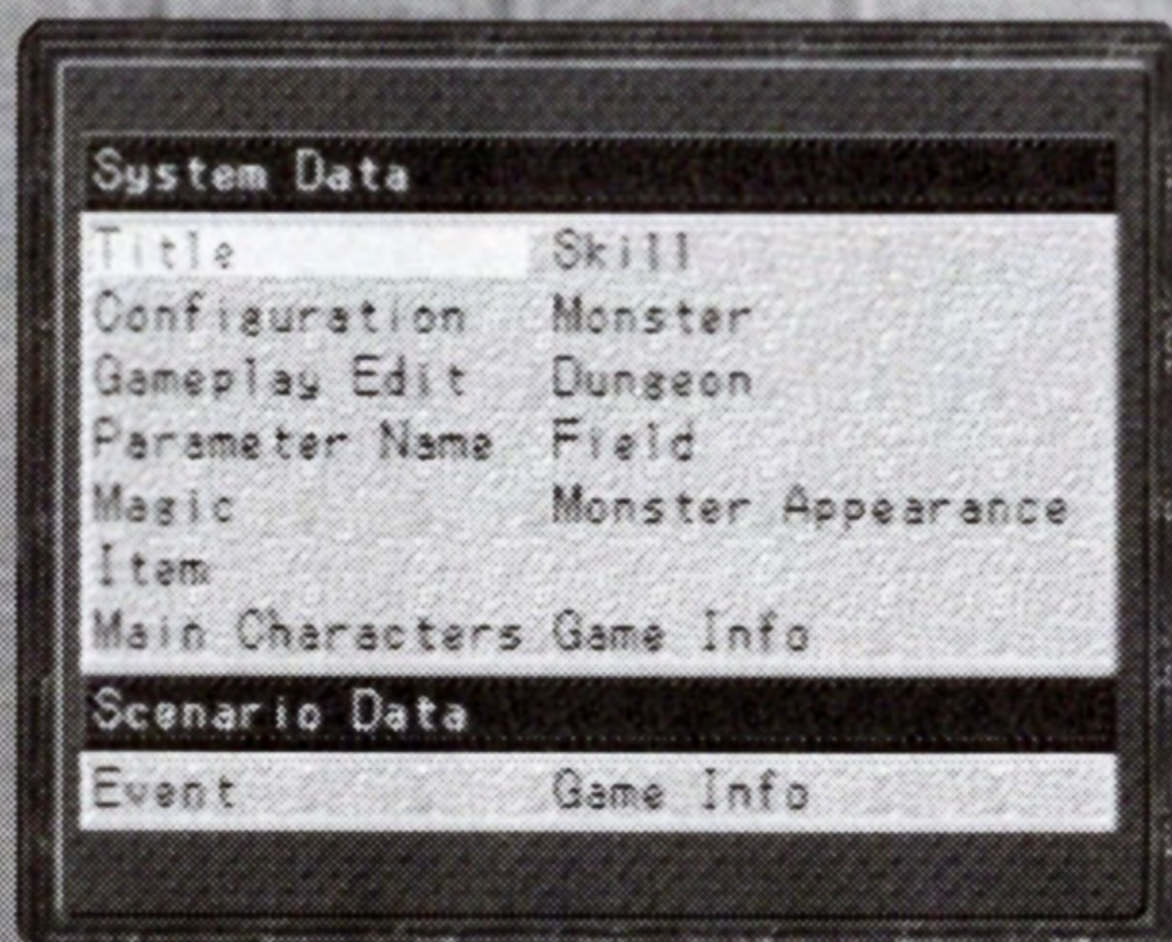 System Data
Title Skill
Configuration Monster
Gameplay Edit Dungeon
Parameter Name Field
Magic Monster Appearance
Item
Main Characters Game Info
Scenario Data
Event Game Info